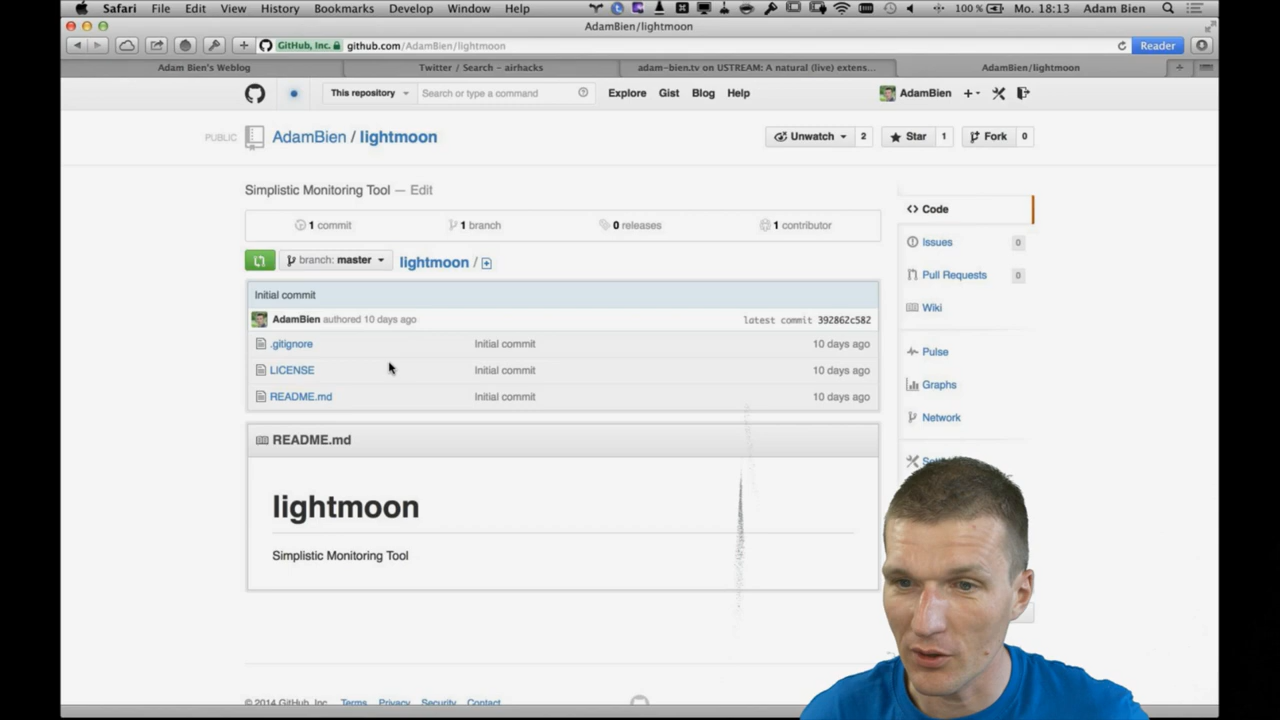 Safari File Edit View History Bookmarks Develop Window Help 100 % Mo. 18:13 Adam Bien
AdamBien/lightmoon
GitHub, Inc. github.com/AdamBien/lightmoon Reader
Adam Bien's Weblog Twitter / Search - airhacks adam-bien.tv on USTREAM: A natural (live) extens... AdamBien/lightmoon
This repository Search or type a command Explore Gist Blog Help AdamBien
PUBLIC AdamBien / lightmoon Unwatch 2 Star 1 Fork 0
Simplistic Monitoring Tool — Edit
1 commit 1 branch 0 releases 1 contributor
branch: master lightmoon /
Initial commit
AdamBien authored 10 days ago latest commit 392862c582
.gitignore Initial commit 10 days ago
LICENSE Initial commit 10 days ago
README.md Initial commit 10 days ago
README.md
lightmoon
Simplistic Monitoring Tool
Code
Issues 0
Pull Requests 0
Wiki
Pulse
Graphs
Network
© 2014 GitHub, Inc. Terms Privacy Security Contact